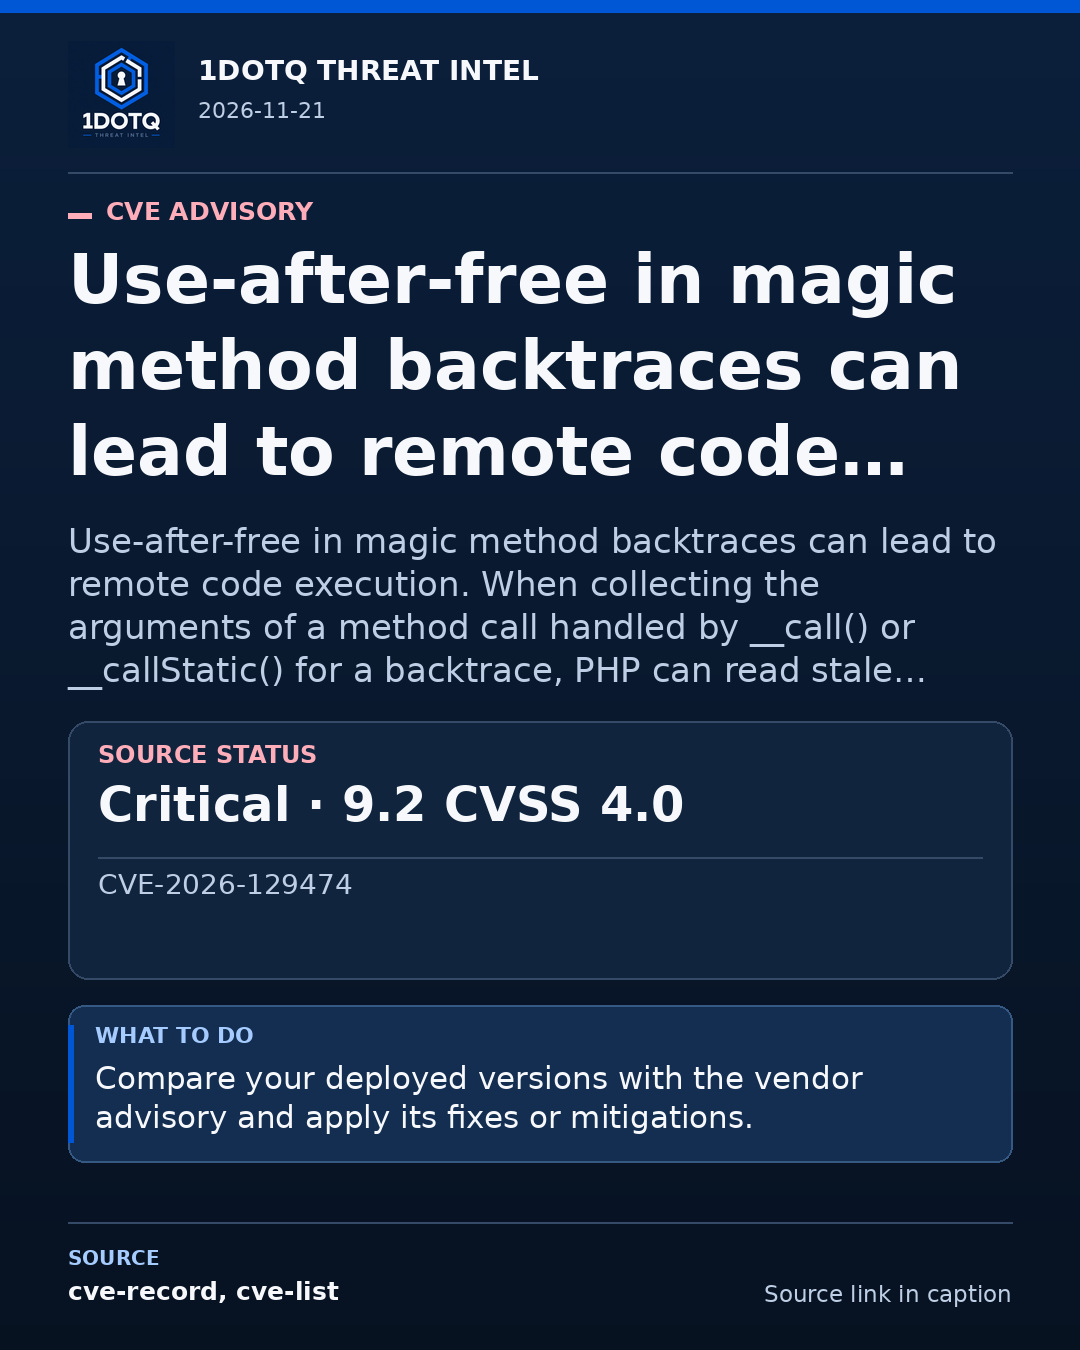 1DOTQ
THREAT INTEL
1DOTQ THREAT INTEL
2026-11-21
CVE ADVISORY
Use-after-free in magic
method backtraces can
lead to remote code…
Use-after-free in magic method backtraces can lead to
remote code execution. When collecting the
arguments of a method call handled by __call() or
__callStatic() for a backtrace, PHP can read stale…
SOURCE STATUS
Critical · 9.2 CVSS 4.0
CVE-2026-129474
WHAT TO DO
Compare your deployed versions with the vendor
advisory and apply its fixes or mitigations.
SOURCE
cve-record, cve-list
Source link in caption